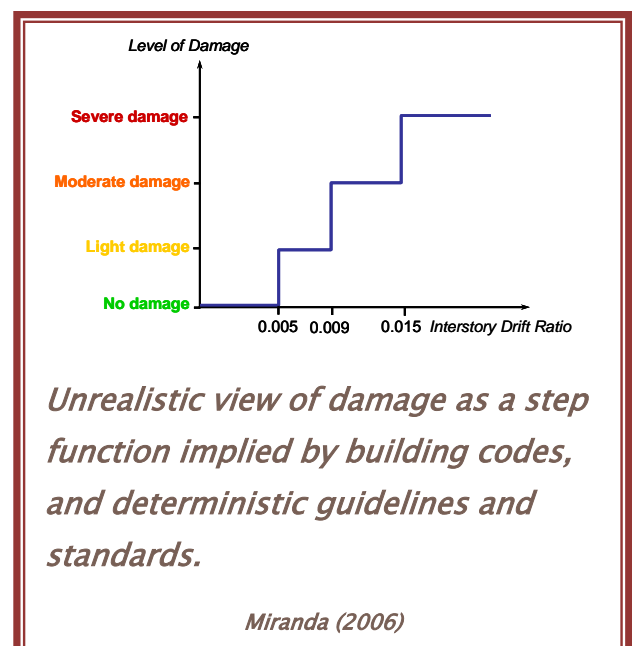 Level of Damage
Severe damage
Moderate damage
Light damage
No damage
0.005 0.009 0.015 Interstory Drift Ratio
Unrealistic view of damage as a step
function implied by building codes,
and deterministic guidelines and
standards.
Miranda (2006)